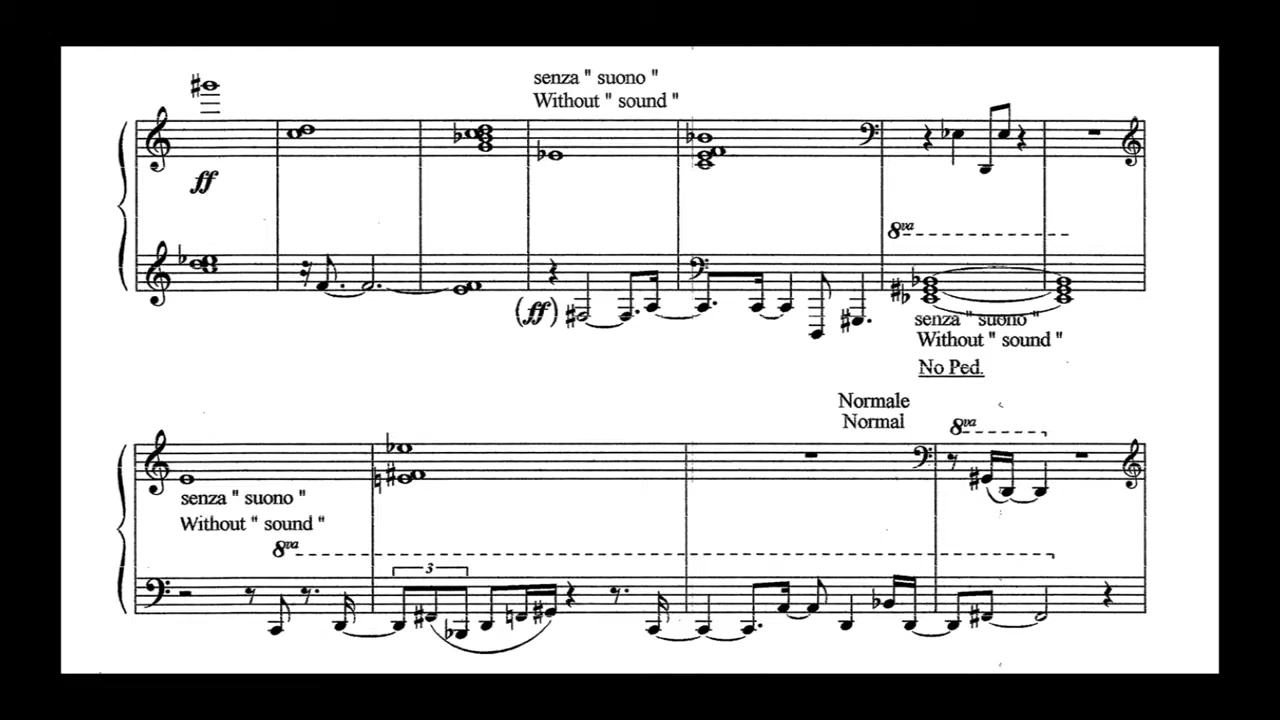 senza " suono "
Without " sound "
ff
8va
(ff)
senza " suono "
Without " sound "
No Ped.
Normale
Normal
8va
senza " suono "
Without " sound "
8va
3